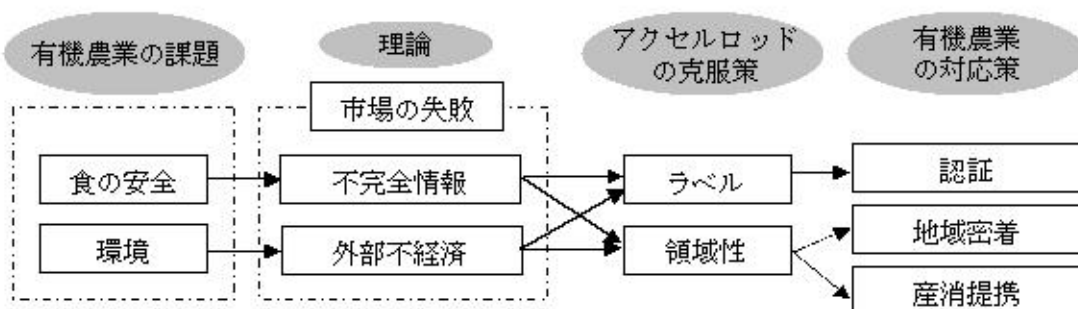 有機農業の課題
理論
アクセルロッド
の克服策
有機農業
の対応策
市場の失敗
食の安全
不完全情報
ラベル
認証
環境
外部不経済
領域性
地域密着
産消提携